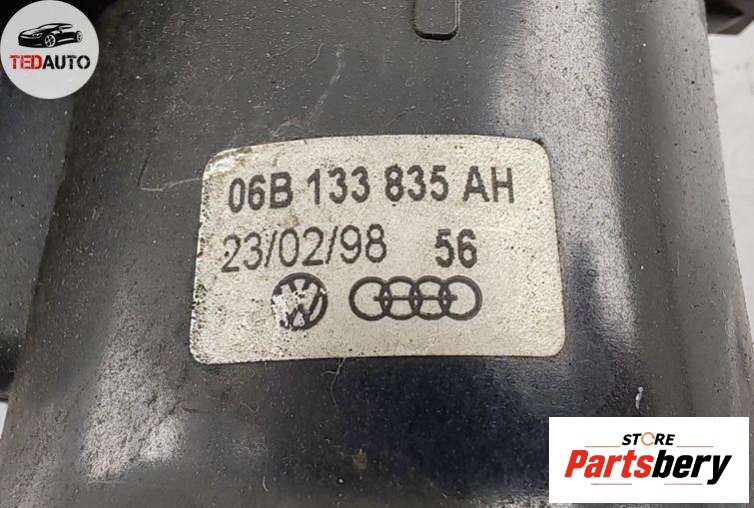 TEDAUTO
06B 133 835 AH
23/02/98 56
STORE
Partsbery